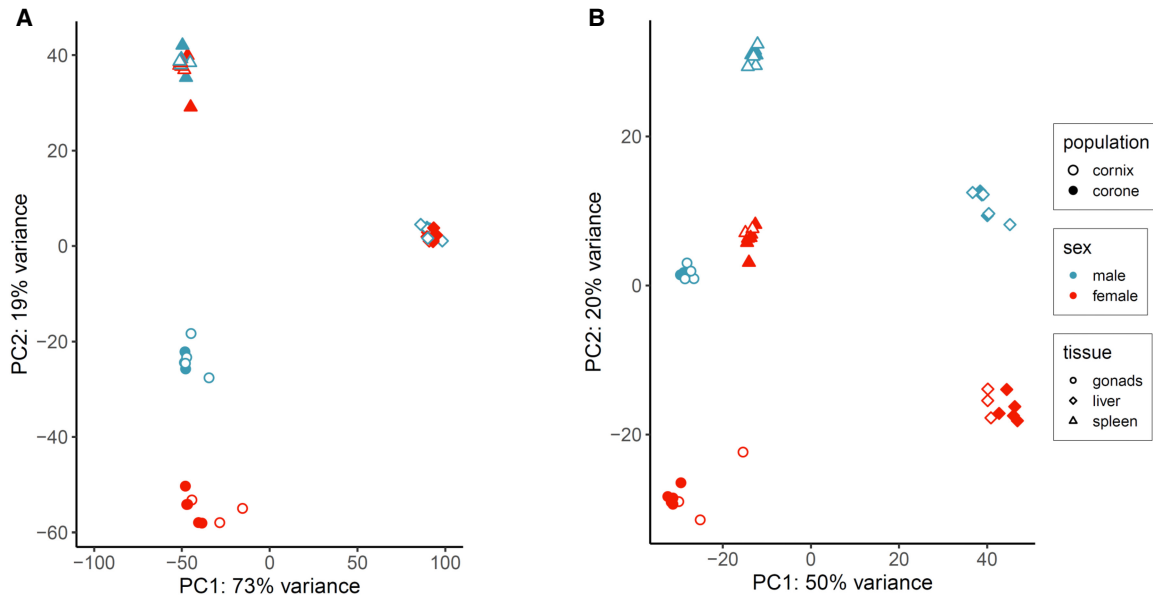 A
40
20
0
−20
−40
−60
PC2: 19% variance
−100
−50
0
50
100
PC1: 73% variance
B
20
0
−20
PC2: 20% variance
−20
0
20
40
PC1: 50% variance
population
cornix
corone
sex
male
female
tissue
gonads
liver
spleen